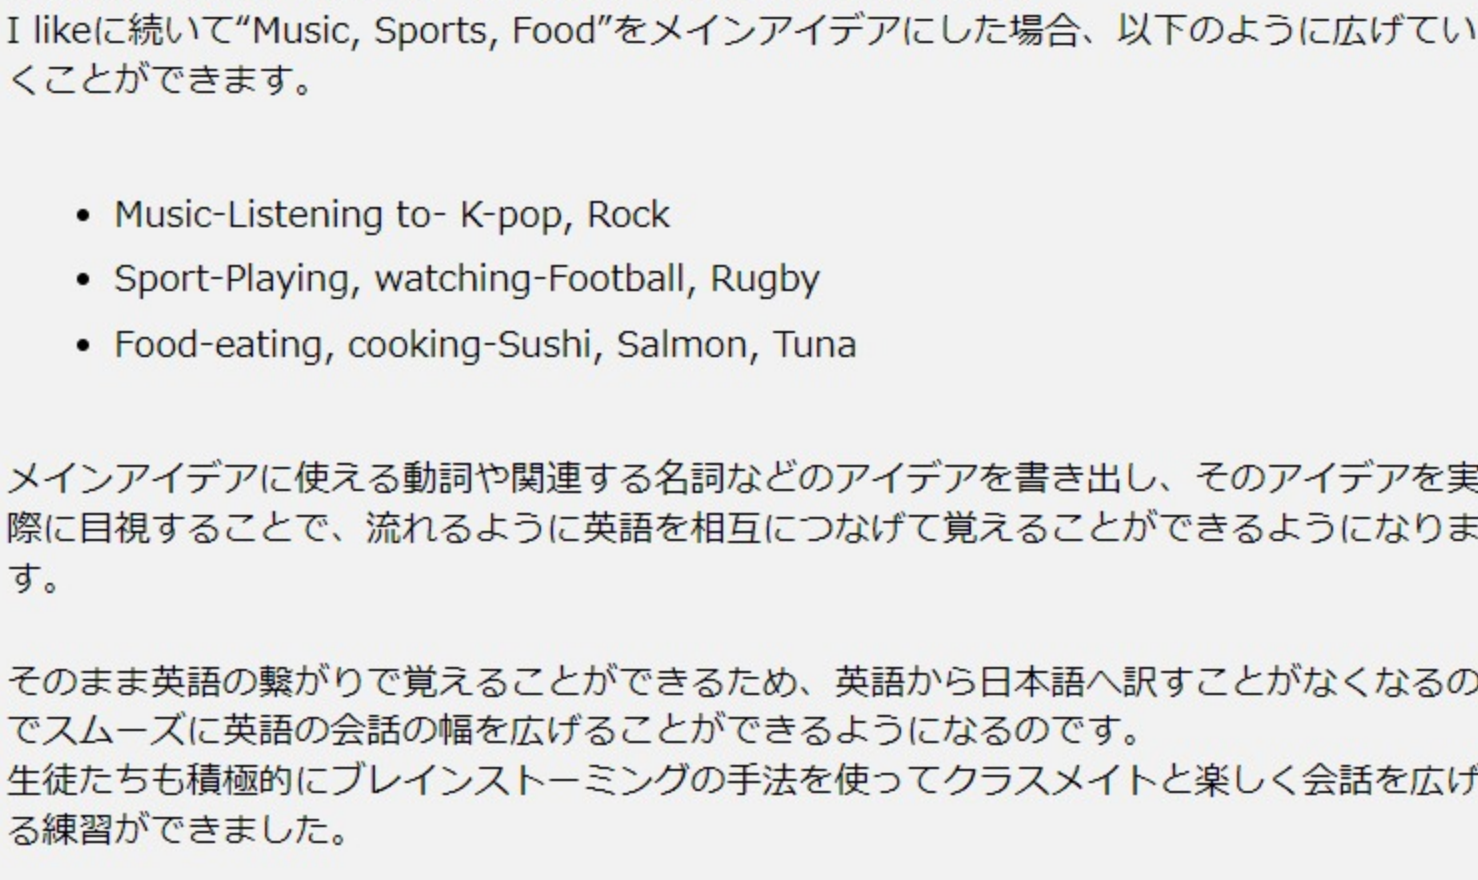 I likeに続いて“Music, Sports, Food”をメインアイデアにした場合、以下のように広げてい
くことができます。
• Music-Listening to- K-pop, Rock
• Sport-Playing, watching-Football, Rugby
• Food-eating, cooking-Sushi, Salmon, Tuna
メインアイデアに使える動詞や関連する名詞などのアイデアを書き出し、そのアイデアを実
際に目視することで、流れるように英語を相互につなげて覚えることができるようになりま
す。
そのまま英語の繋がりで覚えることができるため、英語から日本語へ訳すことがなくなるの
でスムーズに英語の会話の幅を広げることができるようになるのです。
生徒たちも積極的にブレインストーミングの手法を使ってクラスメイトと楽しく会話を広げ
る練習ができました。